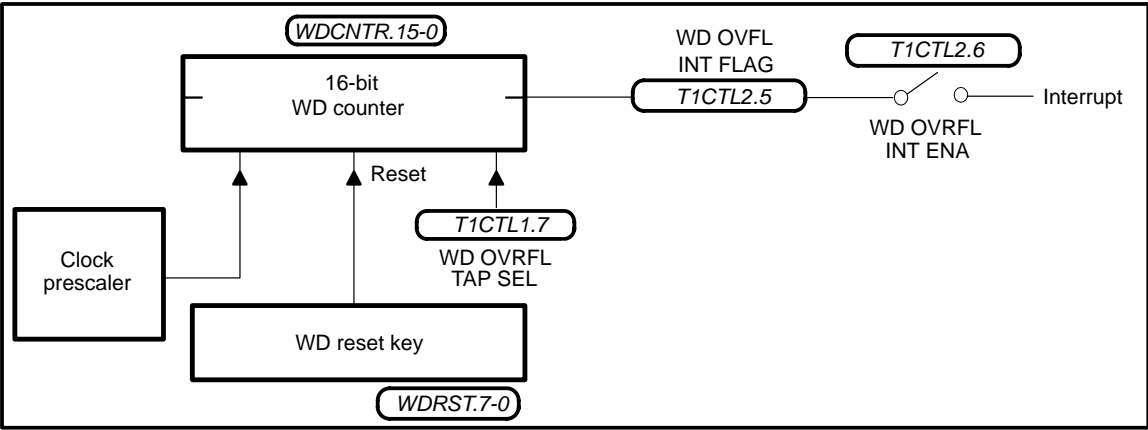 WDCNTR.15-0
16-bit
WD counter
WD OVFL
INT FLAG
T1CTL2.5
T1CTL2.6
WD OVRFL
INT ENA
Interrupt
Reset
T1CTL1.7
WD OVRFL
TAP SEL
Clock
prescaler
WD reset key
WDRST.7-0